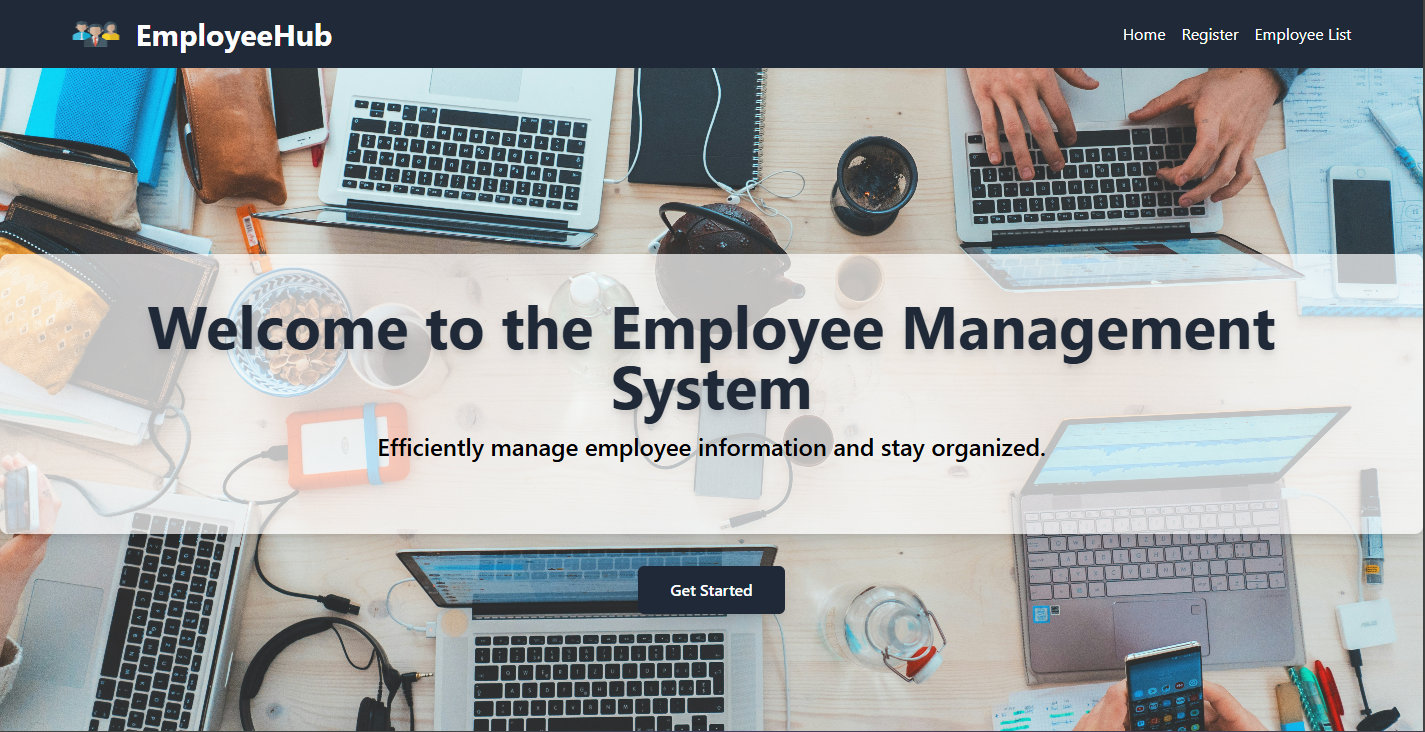 EmployeeHub
Home Register Employee List
Welcome to the Employee Management
System
Efficiently manage employee information and stay organized.
Get Started